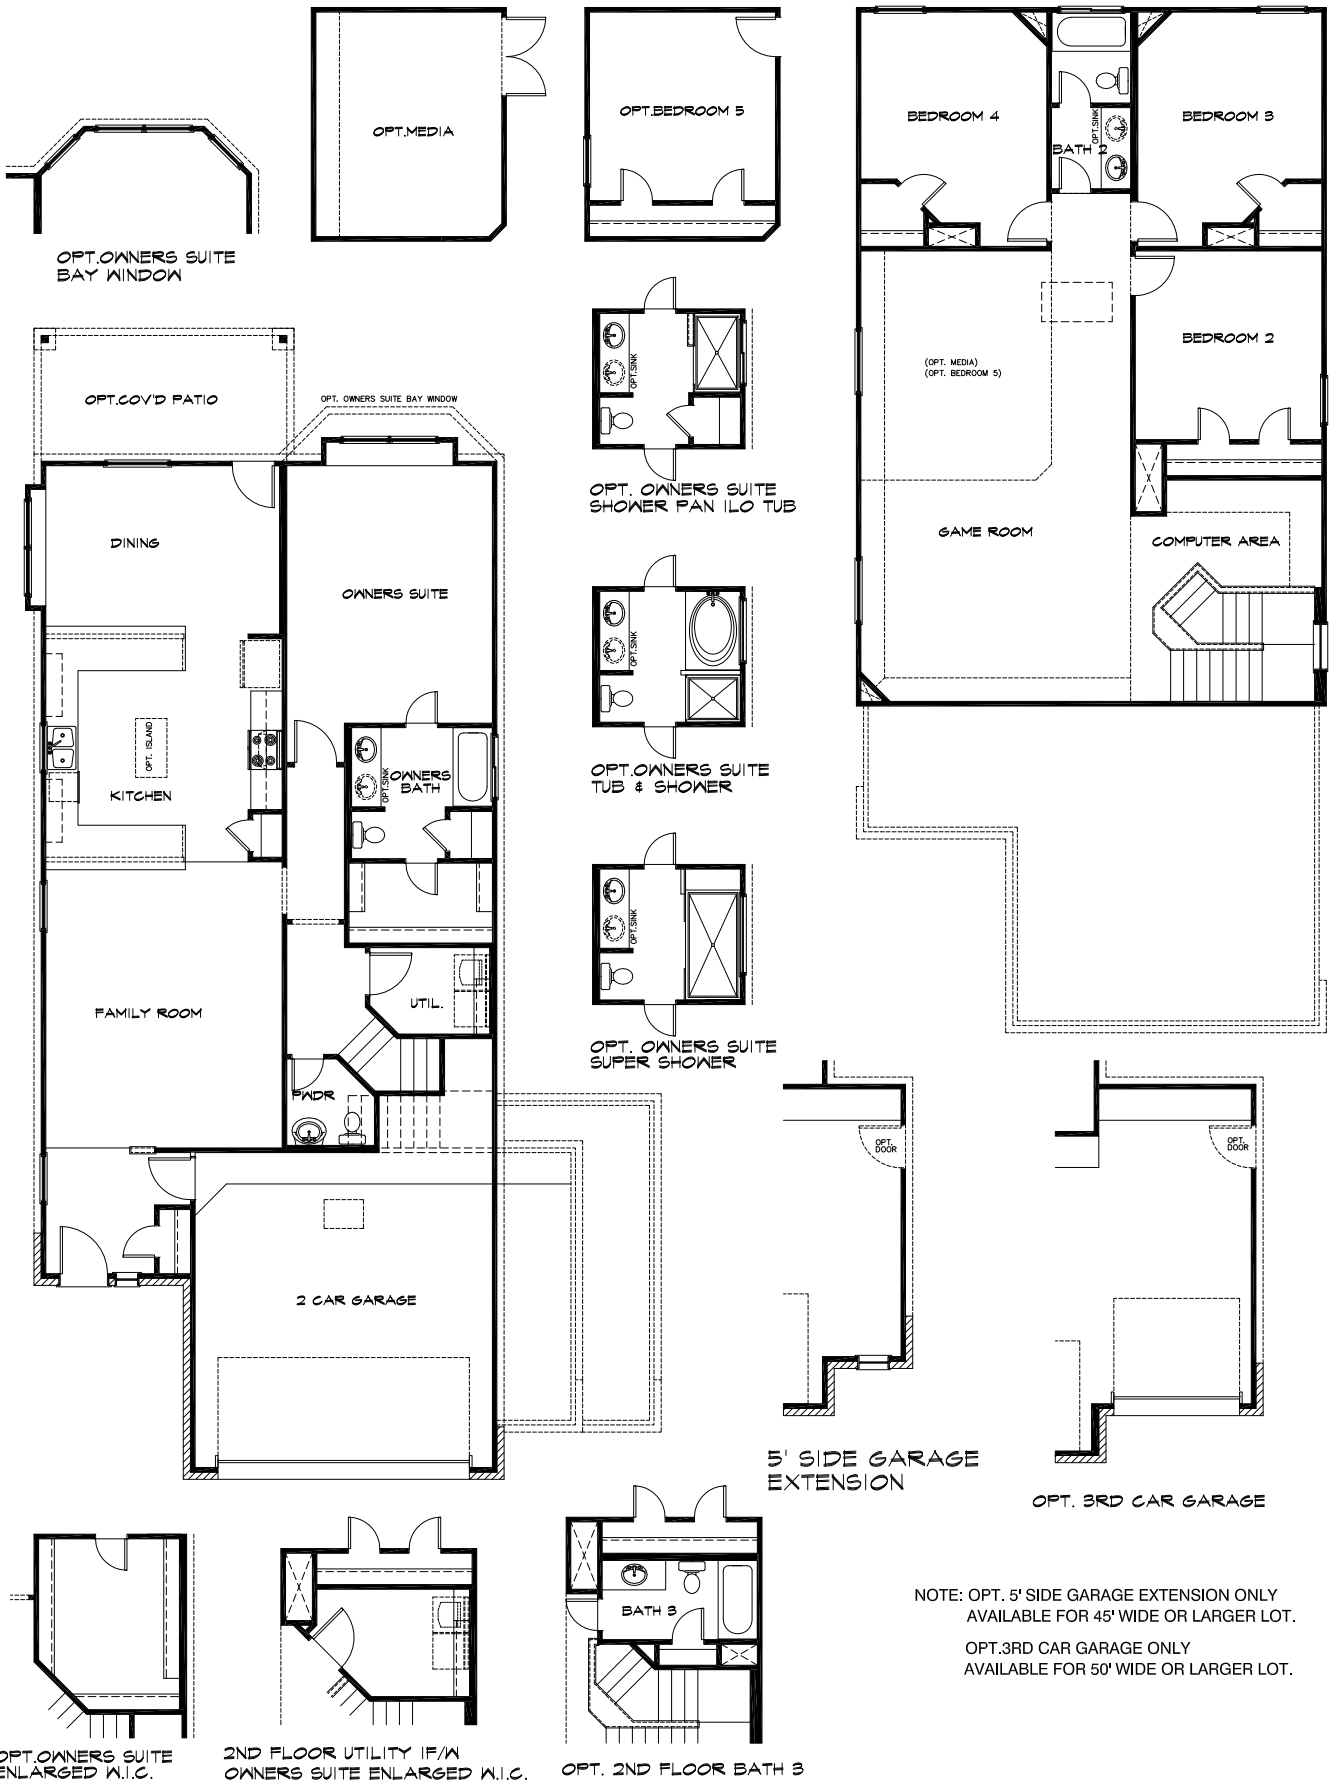 OPT.MEDIA
OPT.BEDROOM 5
BEDROOM 4
OPT.SINK
BATH 2
BEDROOM 3
OPT.OWNERS SUITE
BAY WINDOW
BEDROOM 2
(OPT. MEDIA)
(OPT. BEDROOM 5)
GAME ROOM
COMPUTER AREA
OPT.SINK
OPT. OWNERS SUITE
SHOWER PAN ILO TUB
OPT.COV'D PATIO
OPT. OWNERS SUITE BAY WINDOW
DINING
OWNERS SUITE
OPT. ISLAND
KITCHEN
OPT.SINK
OWNERS
BATH
FAMILY ROOM
UTIL.
PWDR
2 CAR GARAGE
OPT.SINK
OPT.OWNERS SUITE
TUB & SHOWER
OPT.SINK
OPT. OWNERS SUITE
SUPER SHOWER
OPT.
DOOR
5' SIDE GARAGE
EXTENSION
OPT.
DOOR
OPT. 3RD CAR GARAGE
OPT.OWNERS SUITE
ENLARGED W.I.C.
2ND FLOOR UTILITY IF/W
OWNERS SUITE ENLARGED W.I.C.
BATH 3
OPT. 2ND FLOOR BATH 3
NOTE: OPT. 5' SIDE GARAGE EXTENSION ONLY
AVAILABLE FOR 45' WIDE OR LARGER LOT.
OPT.3RD CAR GARAGE ONLY
AVAILABLE FOR 50' WIDE OR LARGER LOT.